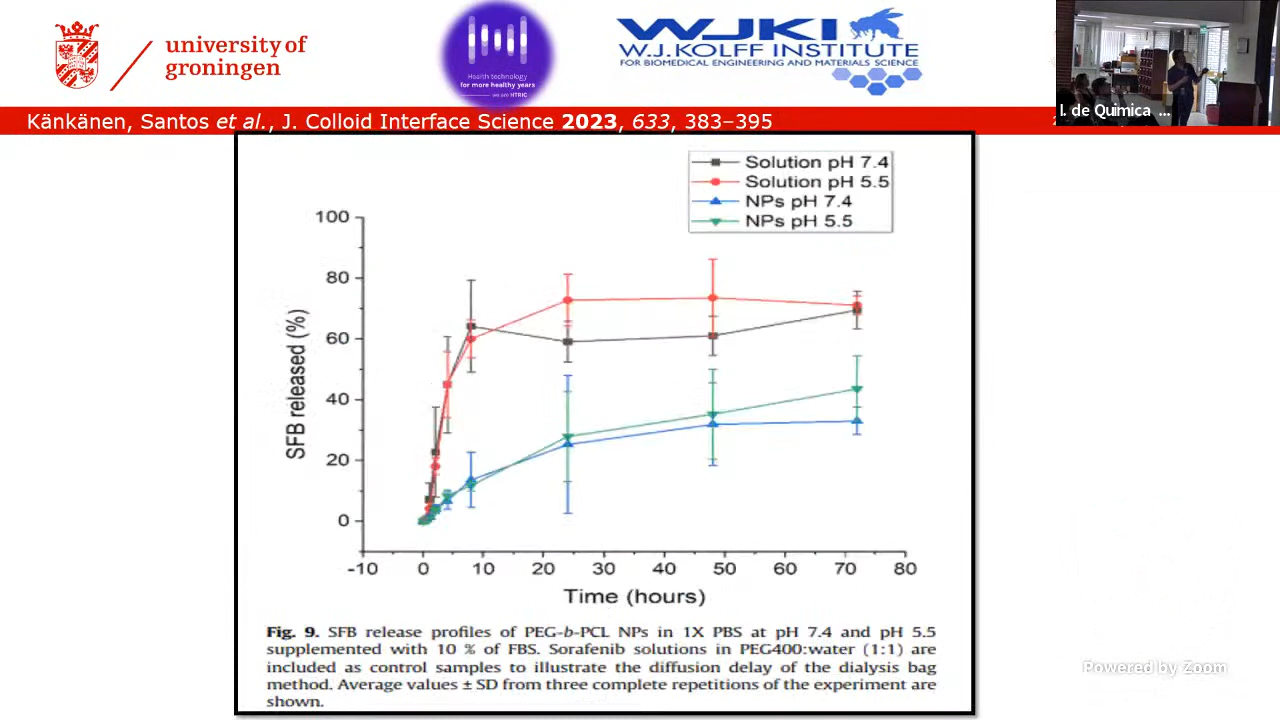 university of
groningen
Health technology
for more healthy years
we are HTRIC
WJKI
W.J.KOLFF INSTITUTE
FOR BIOMEDICAL ENGINEERING AND MATERIALS SCIENCE
I. de Quimica ...
Känkänen, Santos et al., J. Colloid Interface Science 2023, 633, 383–395
Solution pH 7.4
Solution pH 5.5
NPs pH 7.4
NPs pH 5.5
100
80
60
40
20
0
SFB released (%)
-10 0 10 20 30 40 50 60 70 80
Time (hours)
Fig. 9. SFB release profiles of PEG-b-PCL NPs in 1X PBS at pH 7.4 and pH 5.5
supplemented with 10 % of FBS. Sorafenib solutions in PEG400:water (1:1) are
included as control samples to illustrate the diffusion delay of the dialysis bag
method. Average values ± SD from three complete repetitions of the experiment are
shown.
Powered by Zoom